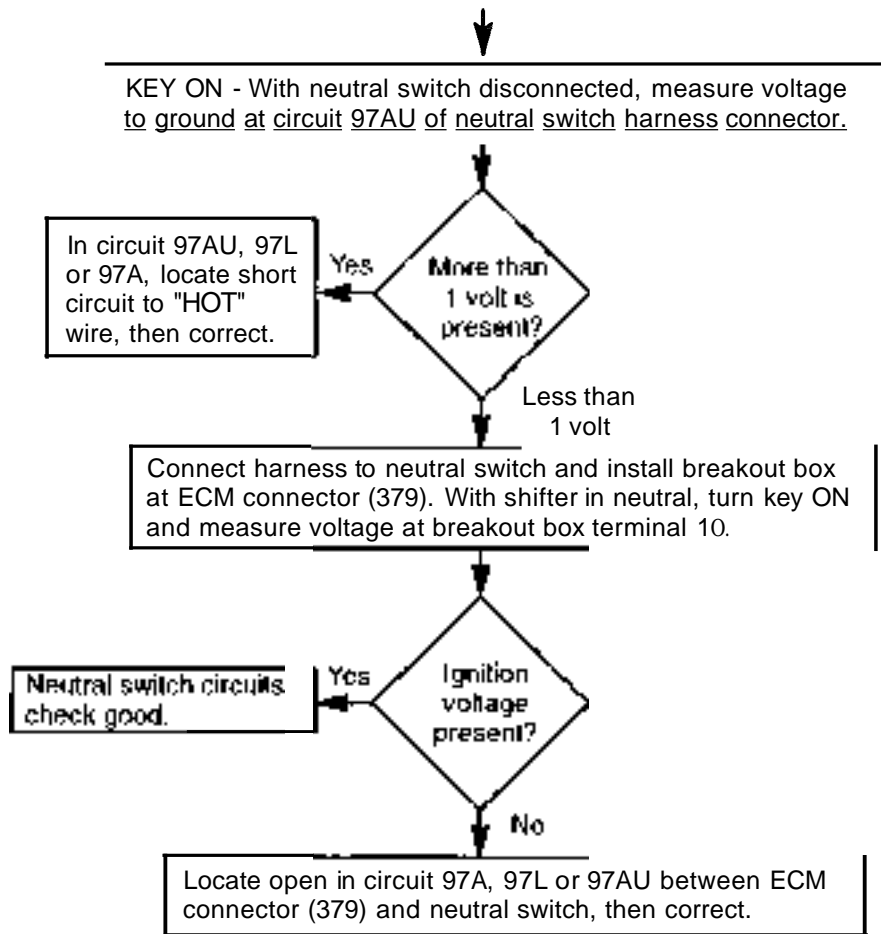 KEY ON - With neutral switch disconnected, measure voltage
to ground at circuit 97AU of neutral switch harness connector.
In circuit 97AU, 97L
or 97A, locate short
circuit to "HOT"
wire, then correct.
Yes
More than
1 volt is
present?
Less than
1 volt
Connect harness to neutral switch and install breakout box
at ECM connector (379). With shifter in neutral, turn key ON
and measure voltage at breakout box terminal 10.
Neutral switch circuits
check good.
Yes
Ignition
voltage
present?
No
Locate open in circuit 97A, 97L or 97AU between ECM
connector (379) and neutral switch, then correct.